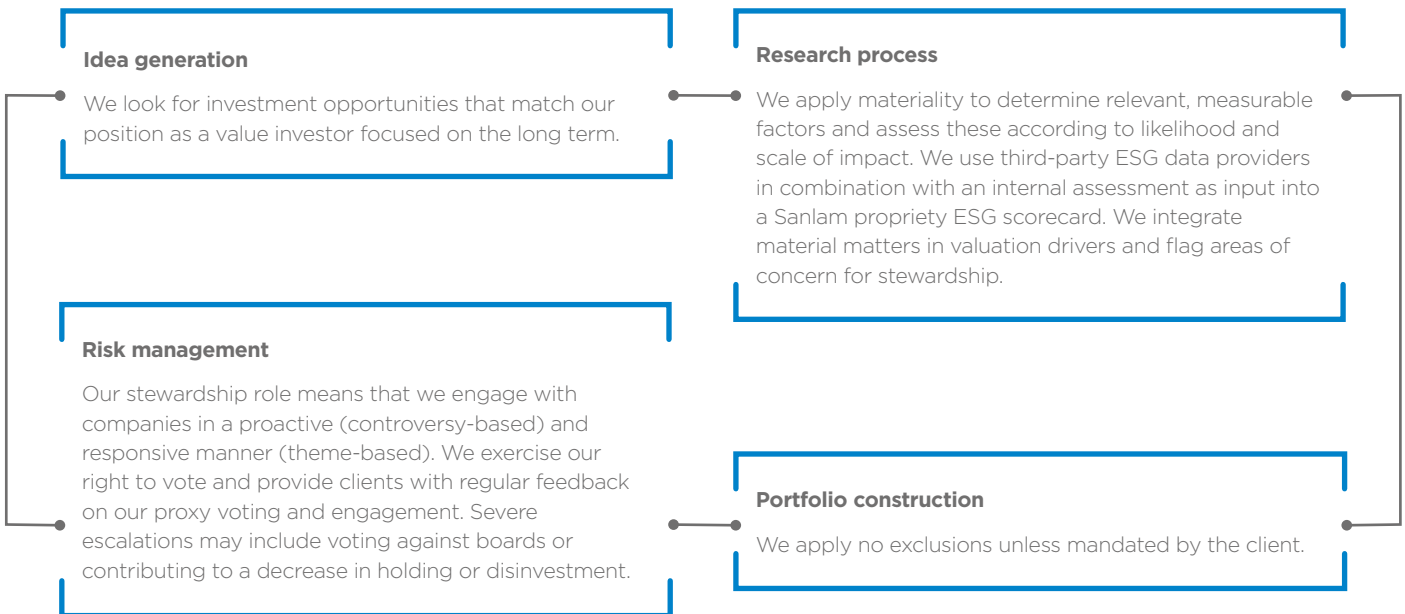 Idea generation
We look for investment opportunities that match our
position as a value investor focused on the long term.
Research process
We apply materiality to determine relevant, measurable
factors and assess these according to likelihood and
scale of impact. We use third-party ESG data providers
in combination with an internal assessment as input into
a Sanlam propriety ESG scorecard. We integrate
material matters in valuation drivers and flag areas of
concern for stewardship.
Risk management
Our stewardship role means that we engage with
companies in a proactive (controversy-based) and
responsive manner (theme-based). We exercise our
right to vote and provide clients with regular feedback
on our proxy voting and engagement. Severe
escalations may include voting against boards or
contributing to a decrease in holding or disinvestment.
Portfolio construction
We apply no exclusions unless mandated by the client.